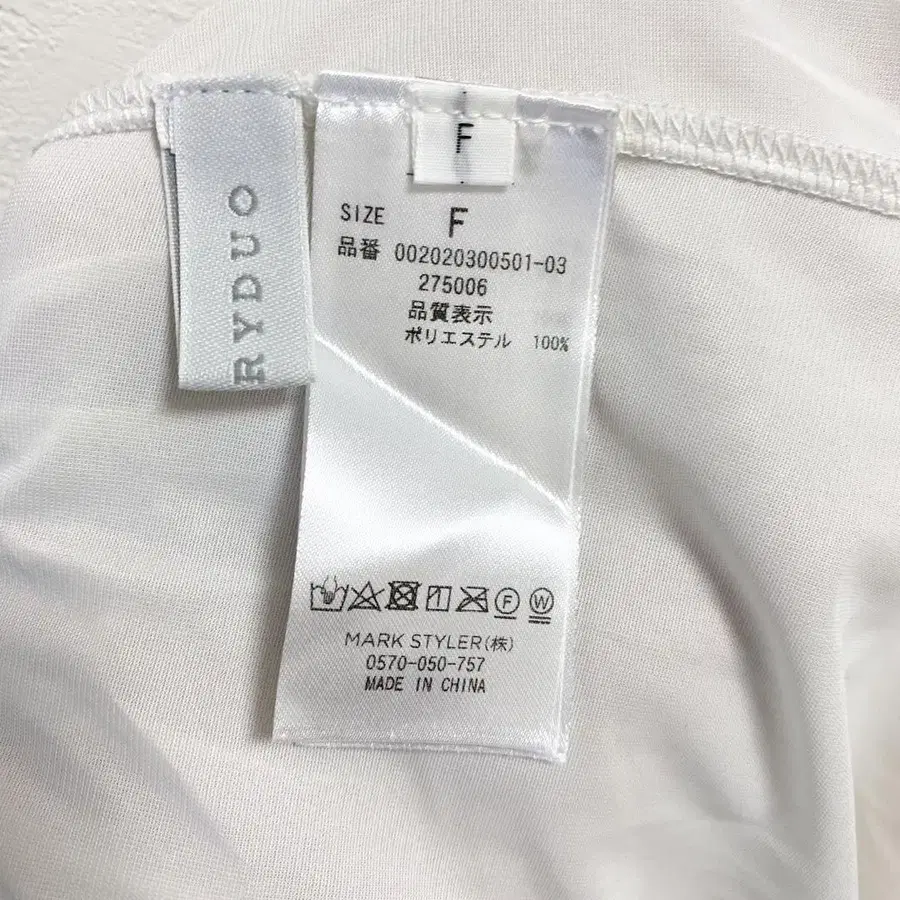 RYDUO
F
SIZE F
品番 002020300501-03
275006
品質表示
ポリエステル 100%
F W
MARK STYLER(株)
0570-050-757
MADE IN CHINA